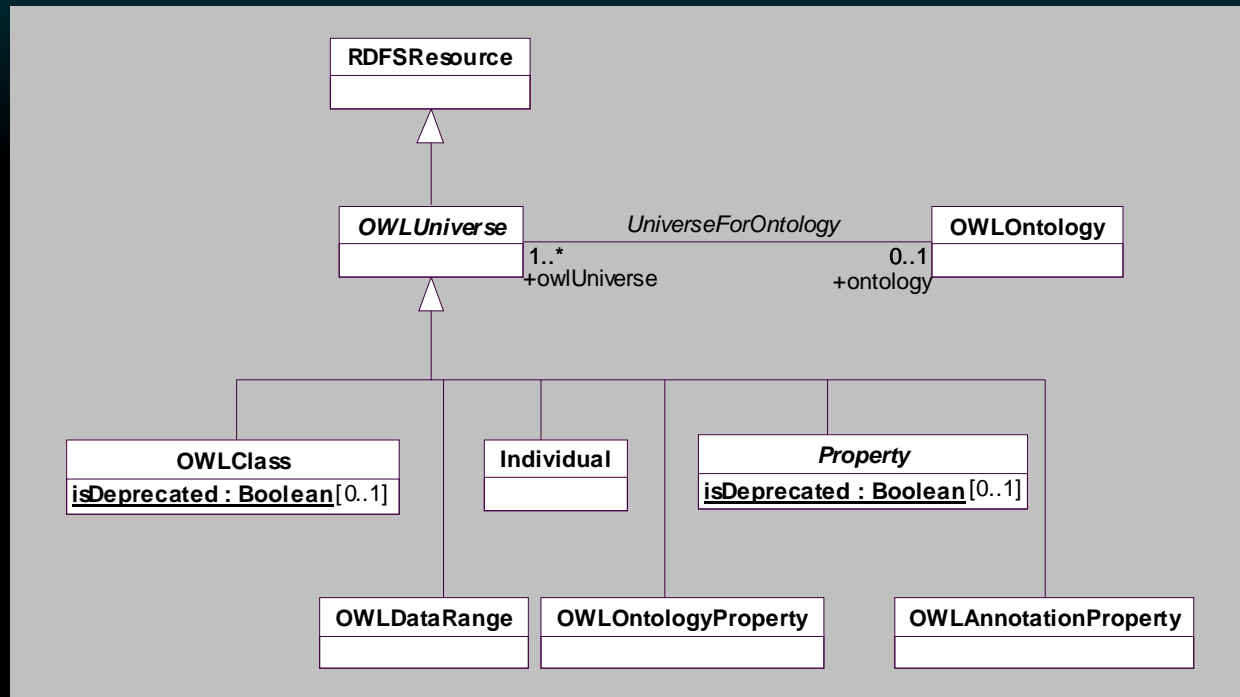 RDFSResource
OWLUniverse
UniverseForOntology
OWLOntology
1..*
0..1
+owlUniverse
+ontology
OWLClass
isDeprecated : Boolean[0..1]
Individual
Property
isDeprecated : Boolean[0..1]
OWLDataRange
OWLOntologyProperty
OWLAnnotationProperty